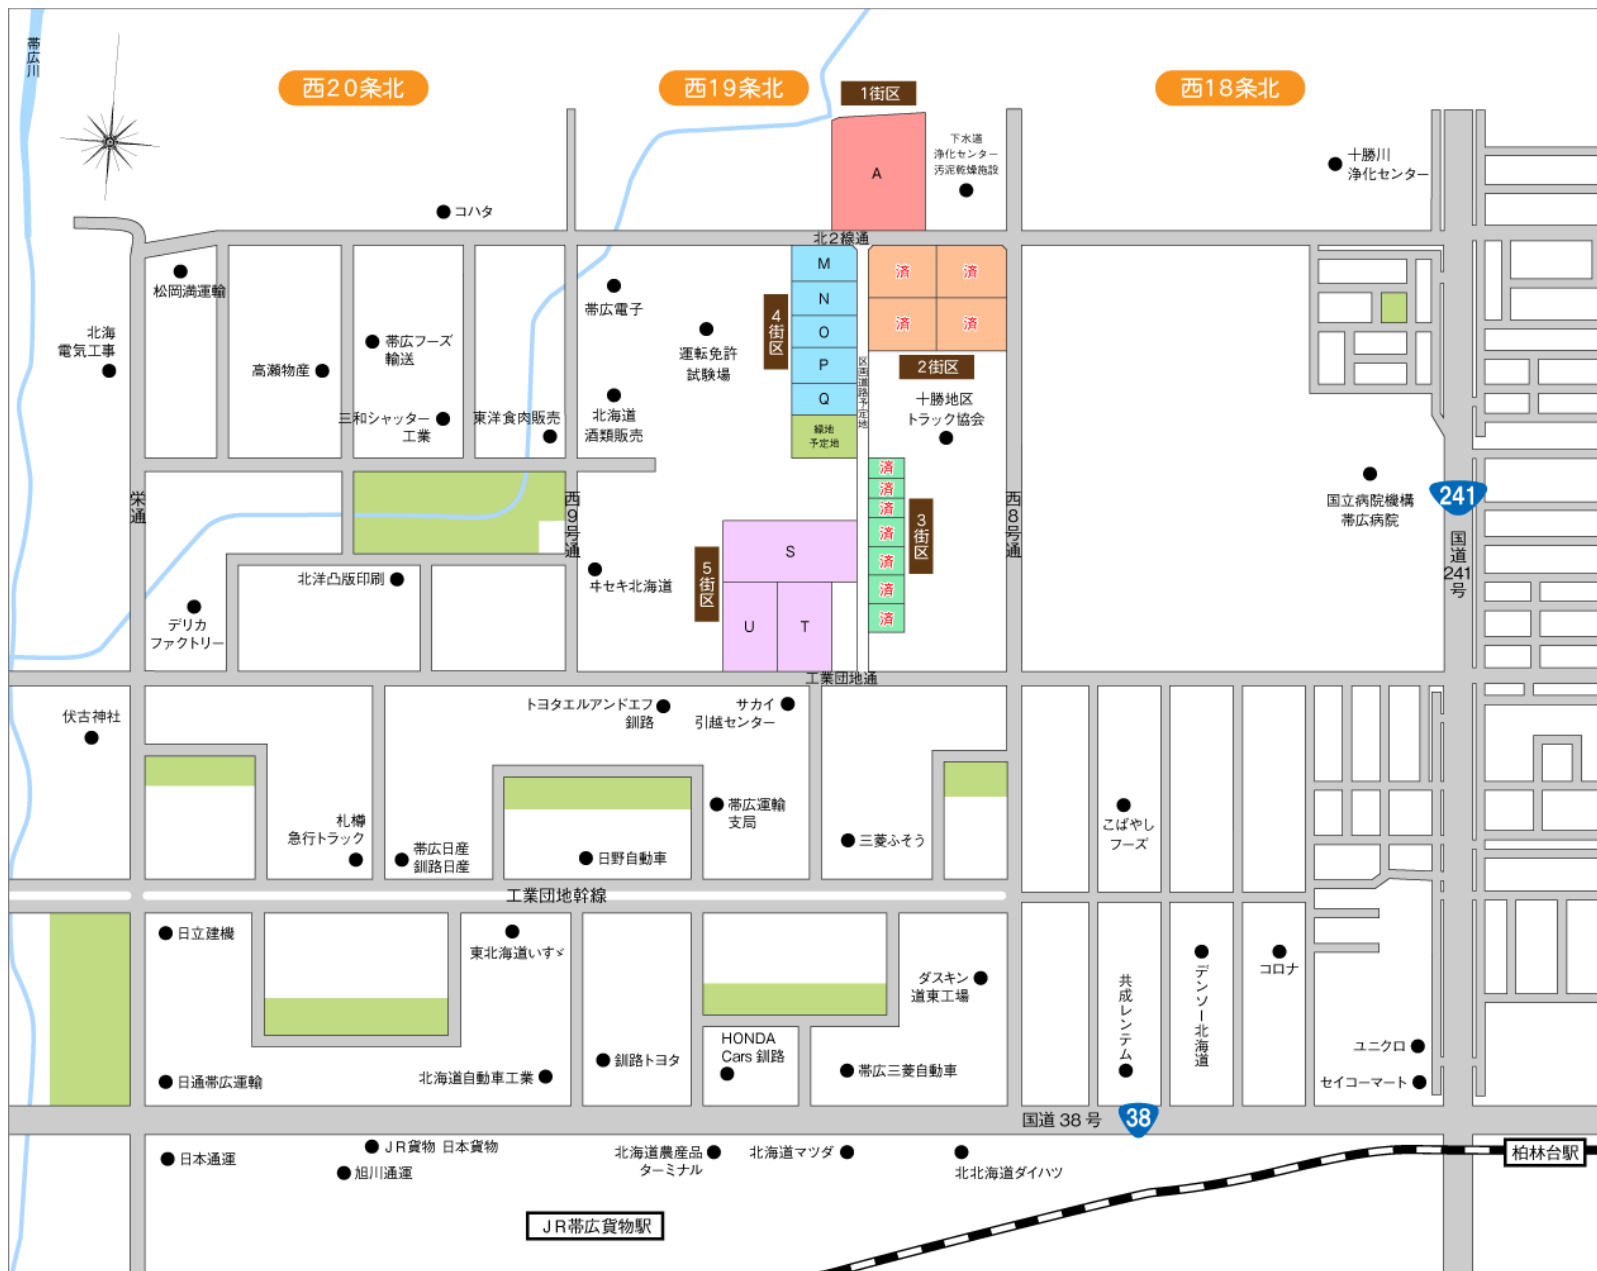 帯広川
西20条北
西19条北
西18条北
1街区
A
下水道
浄化センター
汚泥乾燥施設
十勝川
浄化センター
コハタ
北2線通
松岡満運輸
北海
電気工事
高瀬物産
帯広フーズ
輸送
三和シャッター
工業
東洋食肉販売
帯広電子
運転免許
試験場
北海道
酒類販売
4街区
M
N
O
P
Q
緑地
予定地
区画道路予定地
済
済
済
済
2街区
十勝地区
トラック協会
済
済
済
済
済
済
済
3街区
栄通
西9号通
西8号通
国立病院機構
帯広病院
241
国道
241
号
北洋凸版印刷
ヰセキ北海道
デリカ
ファクトリー
5街区
S
U
T
工業団地通
伏古神社
トヨタエルアンドエフ
釧路
サカイ
引越センター
札樽
急行トラック
帯広日産
釧路日産
日野自動車
帯広運輸
支局
三菱ふそう
こばやし
フーズ
工業団地幹線
日立建機
東北海道いすゞ
ダスキン
道東工場
共成レンテム
デンソー北海道
コロナ
HONDA
Cars 釧路
釧路トヨタ
帯広三菱自動車
ユニクロ
セイコーマート
日通帯広運輸
北海道自動車工業
国道 38 号
38
日本通運
JR貨物 日本貨物
旭川通運
北海道農産品
ターミナル
北海道マツダ
北北海道ダイハツ
柏林台駅
JR帯広貨物駅